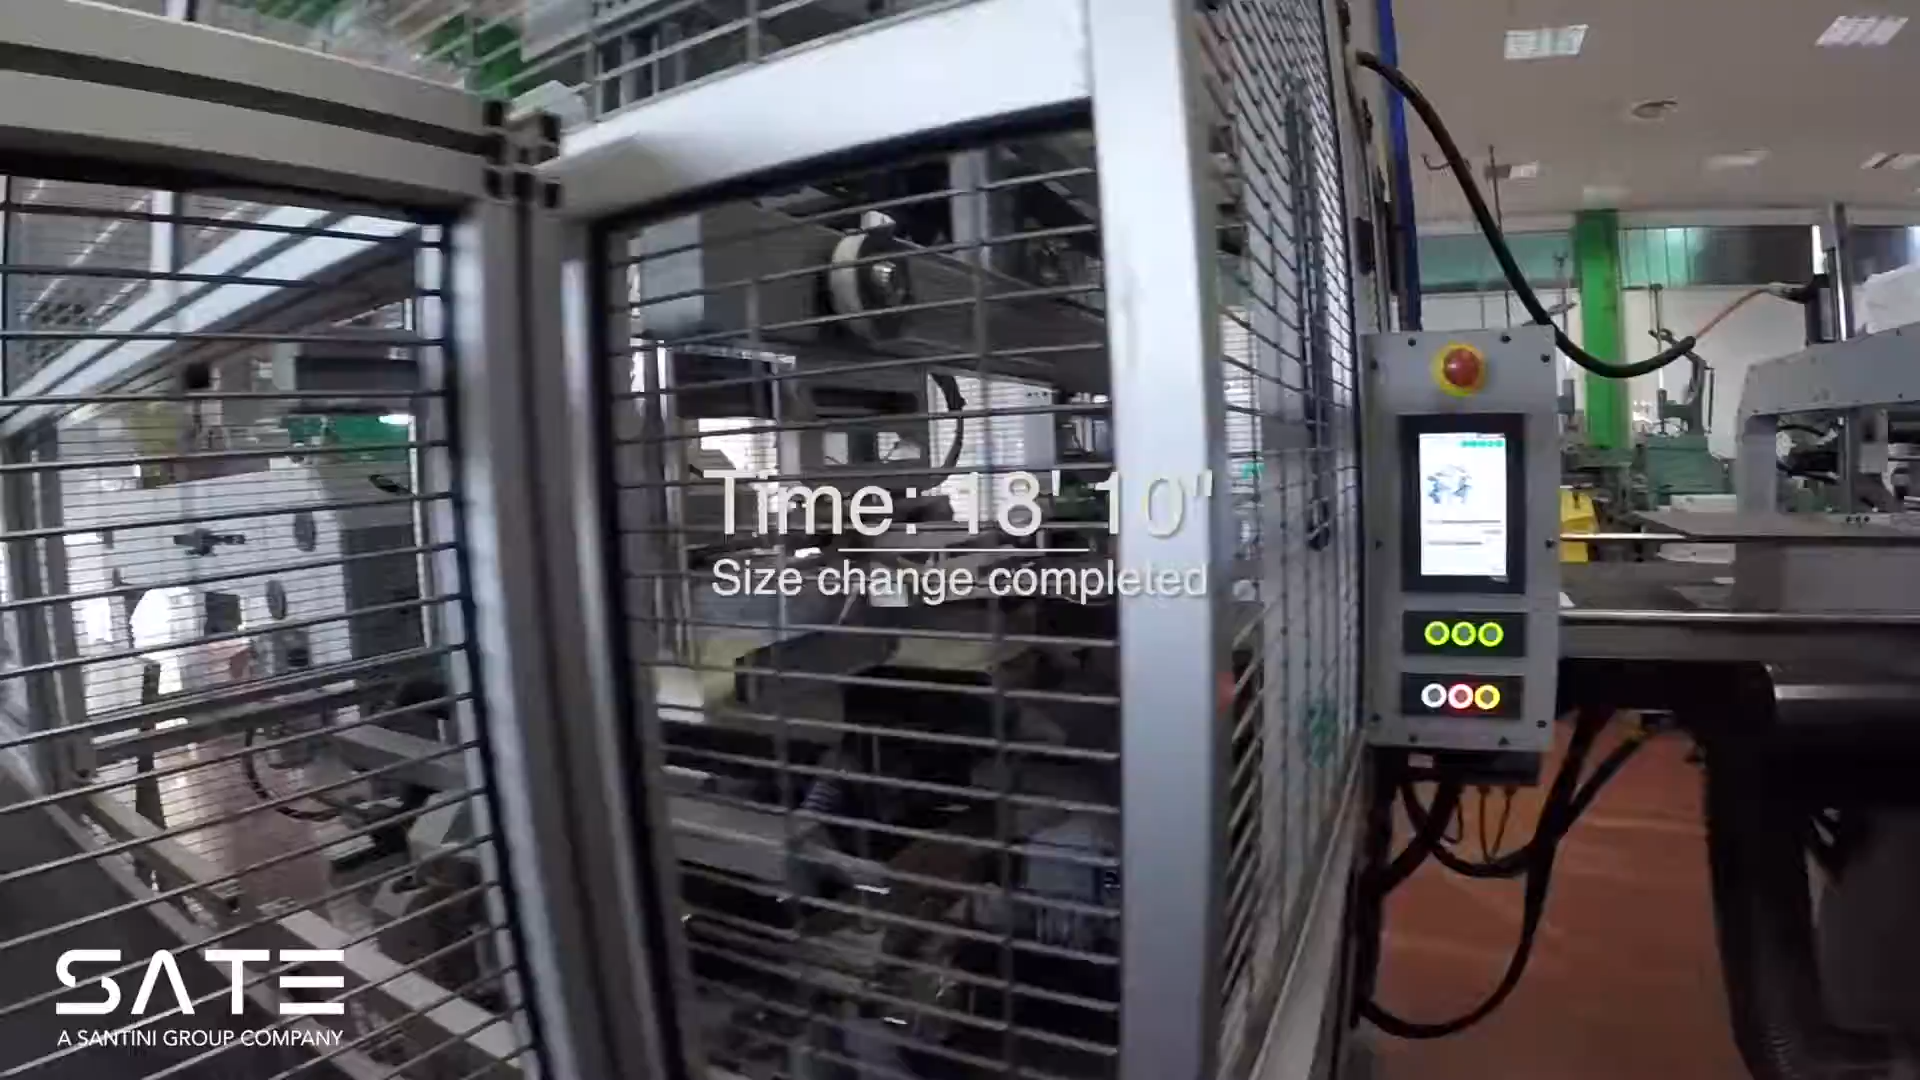 Time: 18' 10"
Size change completed
SATE
A SANTINI GROUP COMPANY